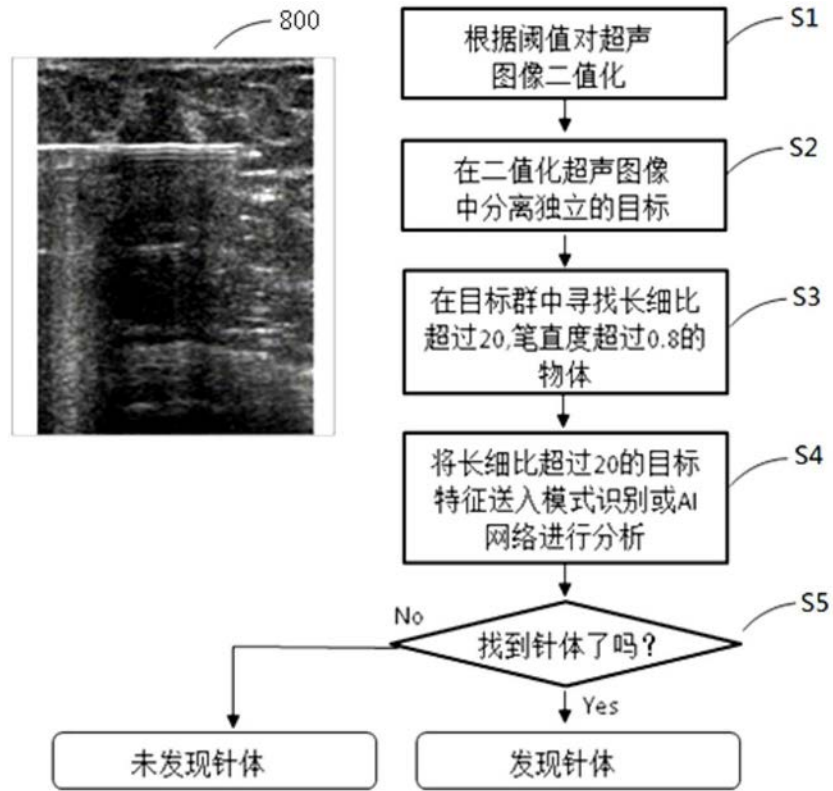 800
根据阈值对超声
图像二值化
S1
在二值化超声图像
中分离独立的目标
S2
在目标群中寻找长细比
超过20,笔直度超过0.8的
物体
S3
将长细比超过20的目标
特征送入模式识别或AI
网络进行分析
S4
找到针体了吗?
S5
No
Yes
未发现针体
发现针体